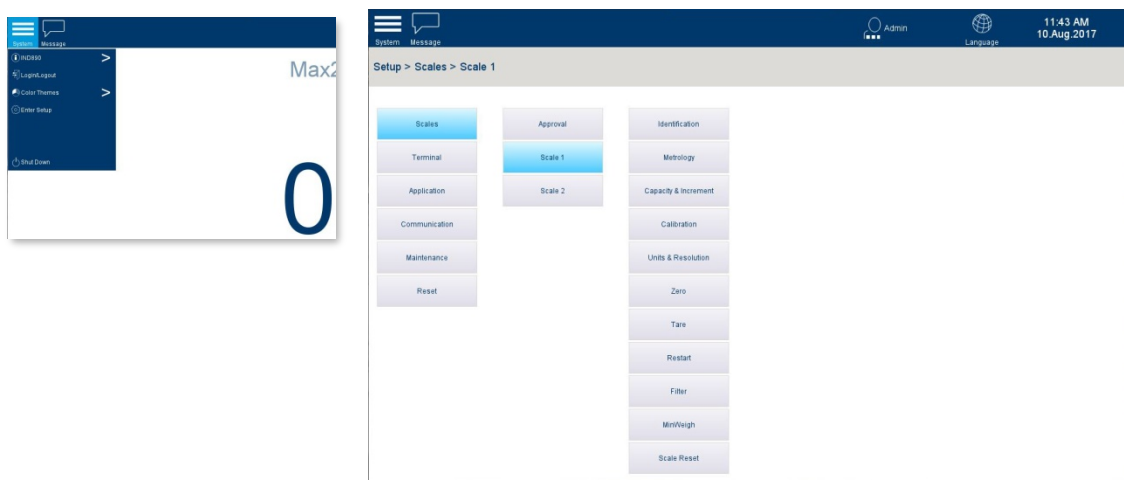 System Message
IND890 >
Login/Logout
Color Themes >
Enter Setup
Shut Down
Max2
0
System Message
Admin
Language
11:43 AM
10.Aug.2017
Setup > Scales > Scale 1
Scales
Terminal
Application
Communication
Maintenance
Reset
Approval
Scale 1
Scale 2
Identification
Metrology
Capacity & Increment
Calibration
Units & Resolution
Zero
Tare
Restart
Filter
MinWeigh
Scale Reset